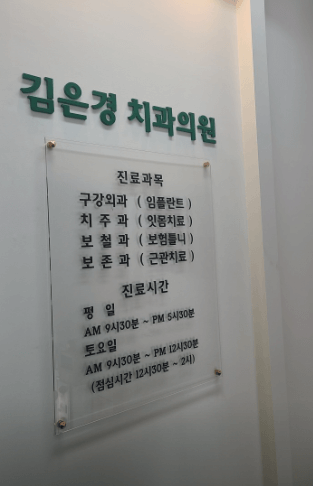 김은경 치과의원
진료과목
구강외과 ( 임플란트 )
치 주 과 ( 잇몸치료 )
보 철 과 ( 보험틀니 )
보 존 과 ( 근관치료 )
진료시간
평 일
AM 9시30분 ~ PM 5시30분
토요일
AM 9시30분 ~ PM 12시30분
(점심시간 12시30분 ~ 2시)